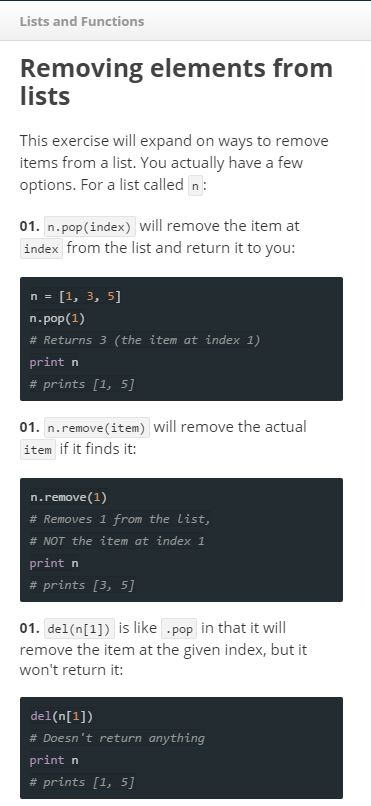 Lists and Functions
Removing elements from
lists
This exercise will expand on ways to remove
items from a list. You actually have a few
options. For a list called n:
01. n.pop(index) will remove the item at
index from the list and return it to you:
n = [1, 3, 5]
n.pop(1)
# Returns 3 (the item at index 1)
print n
# prints [1, 5]
01. n.remove(item) will remove the actual
item if it finds it:
n.remove(1)
# Removes 1 from the list,
# NOT the item at index 1
print n
# prints [3, 5]
01. del(n[1]) is like .pop in that it will
remove the item at the given index, but it
won't return it:
del(n[1])
# Doesn't return anything
print n
# prints [1, 5]